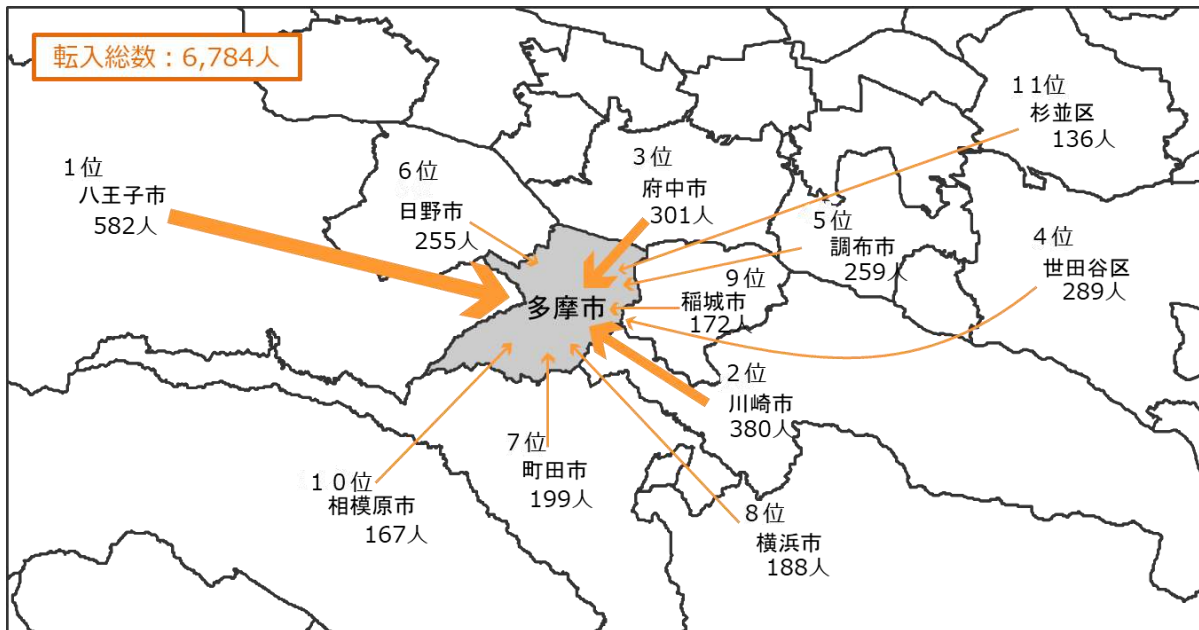 転入総数：6,784人
11位
杉並区
136人
1位
八王子市
582人
6位
日野市
255人
3位
府中市
301人
5位
調布市
259人
4位
世田谷区
289人
9位
稲城市
172人
多摩市
2位
川崎市
380人
7位
町田市
199人
10位
相模原市
167人
8位
横浜市
188人